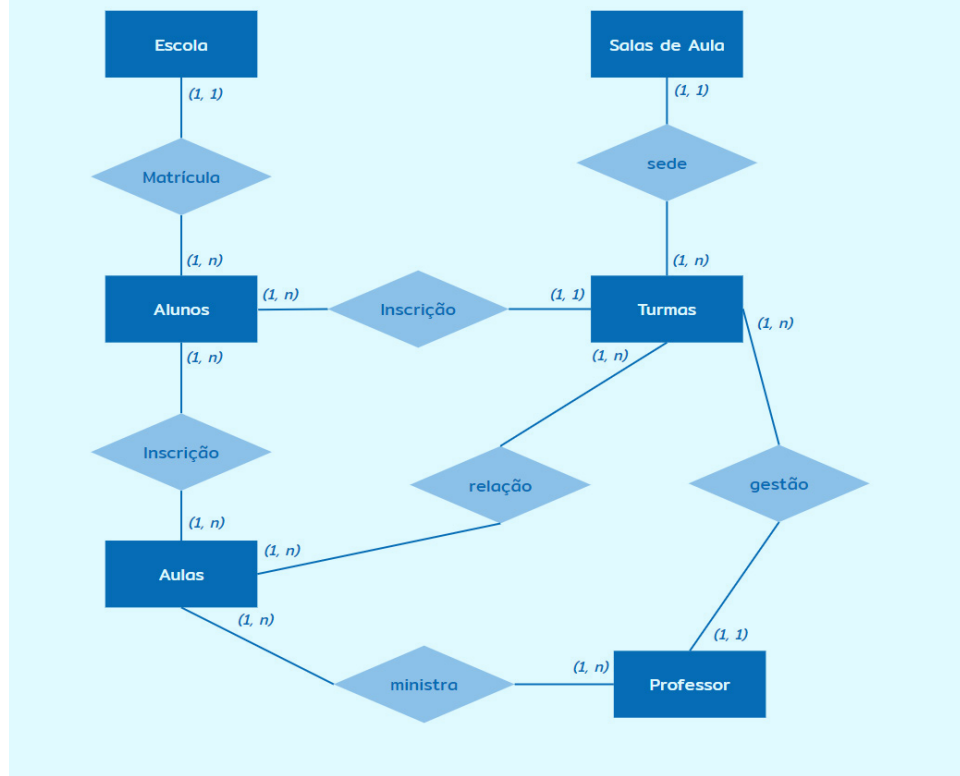 Escola
Salas de Aula
(1, 1)
(1, 1)
Matrícula
sede
(1, n)
(1, n)
Alunos
(1, n)
Inscrição
(1, 1)
Turmas
(1, n)
(1, n)
(1, n)
Inscrição
relação
gestão
(1, n)
(1, n)
Aulas
(1, n)
(1, 1)
(1, n)
ministra
Professor